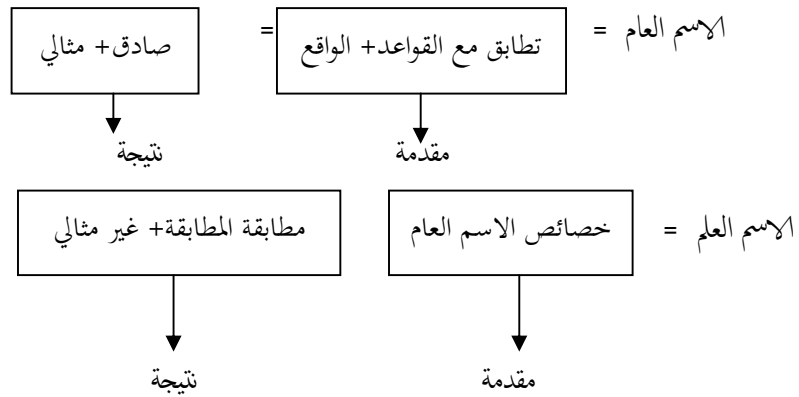 الاسم العام = تطابق مع القواعد+ الواقع = صادق+ مثالي
مقدمة نتيجة
الاسم العلم = خصائص الاسم العام مطابقة المطابقة+ غير مثالي
مقدمة نتيجة